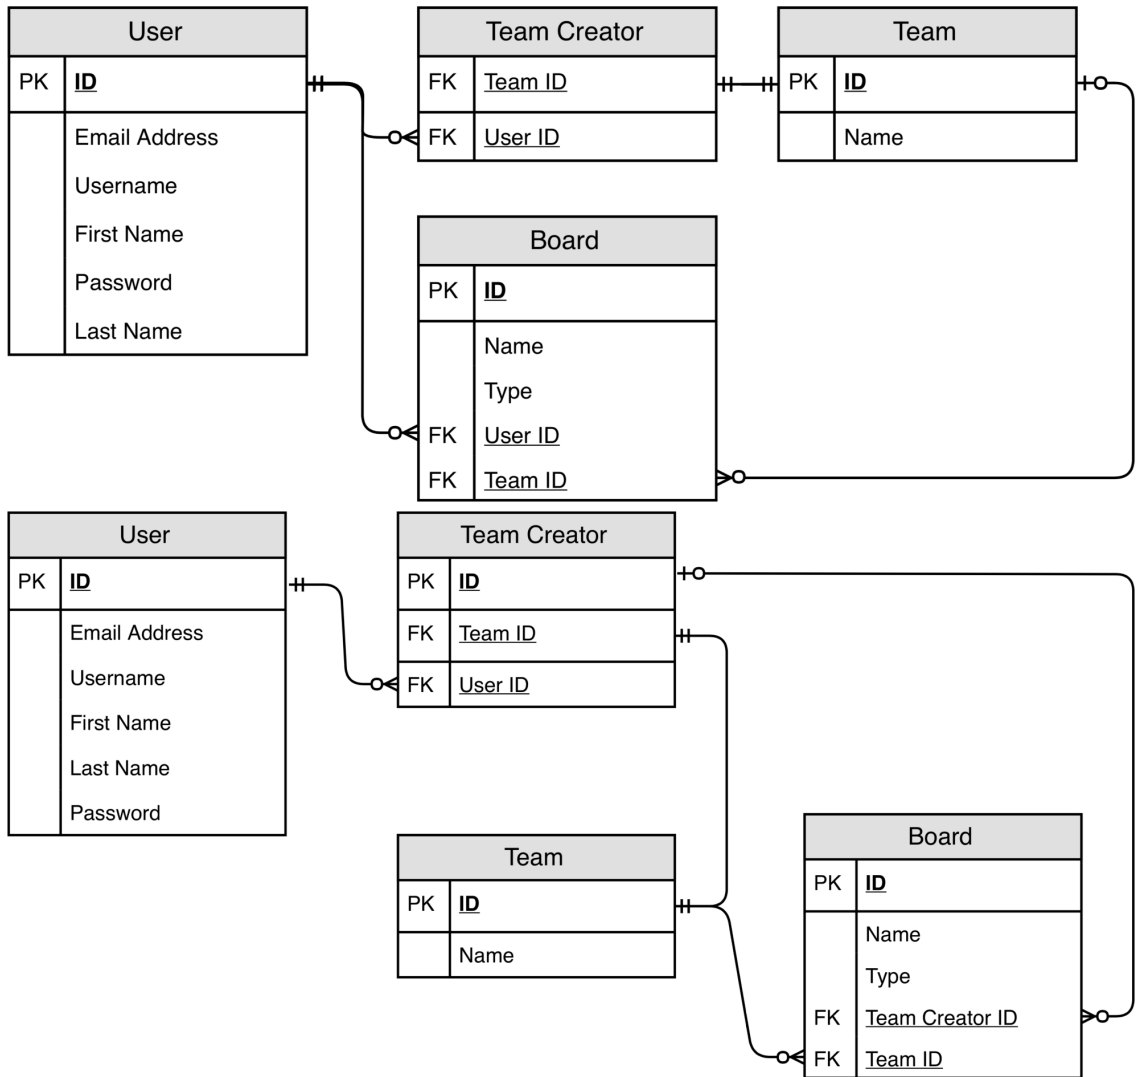 User
PK ID
Email Address
Username
First Name
Password
Last Name
Team Creator
FK Team ID
FK User ID
Team
PK ID
Name
Board
PK ID
Name
Type
FK User ID
FK Team ID
User
PK ID
Email Address
Username
First Name
Last Name
Password
Team Creator
PK ID
FK Team ID
FK User ID
Team
PK ID
Name
Board
PK ID
Name
Type
FK Team Creator ID
FK Team ID